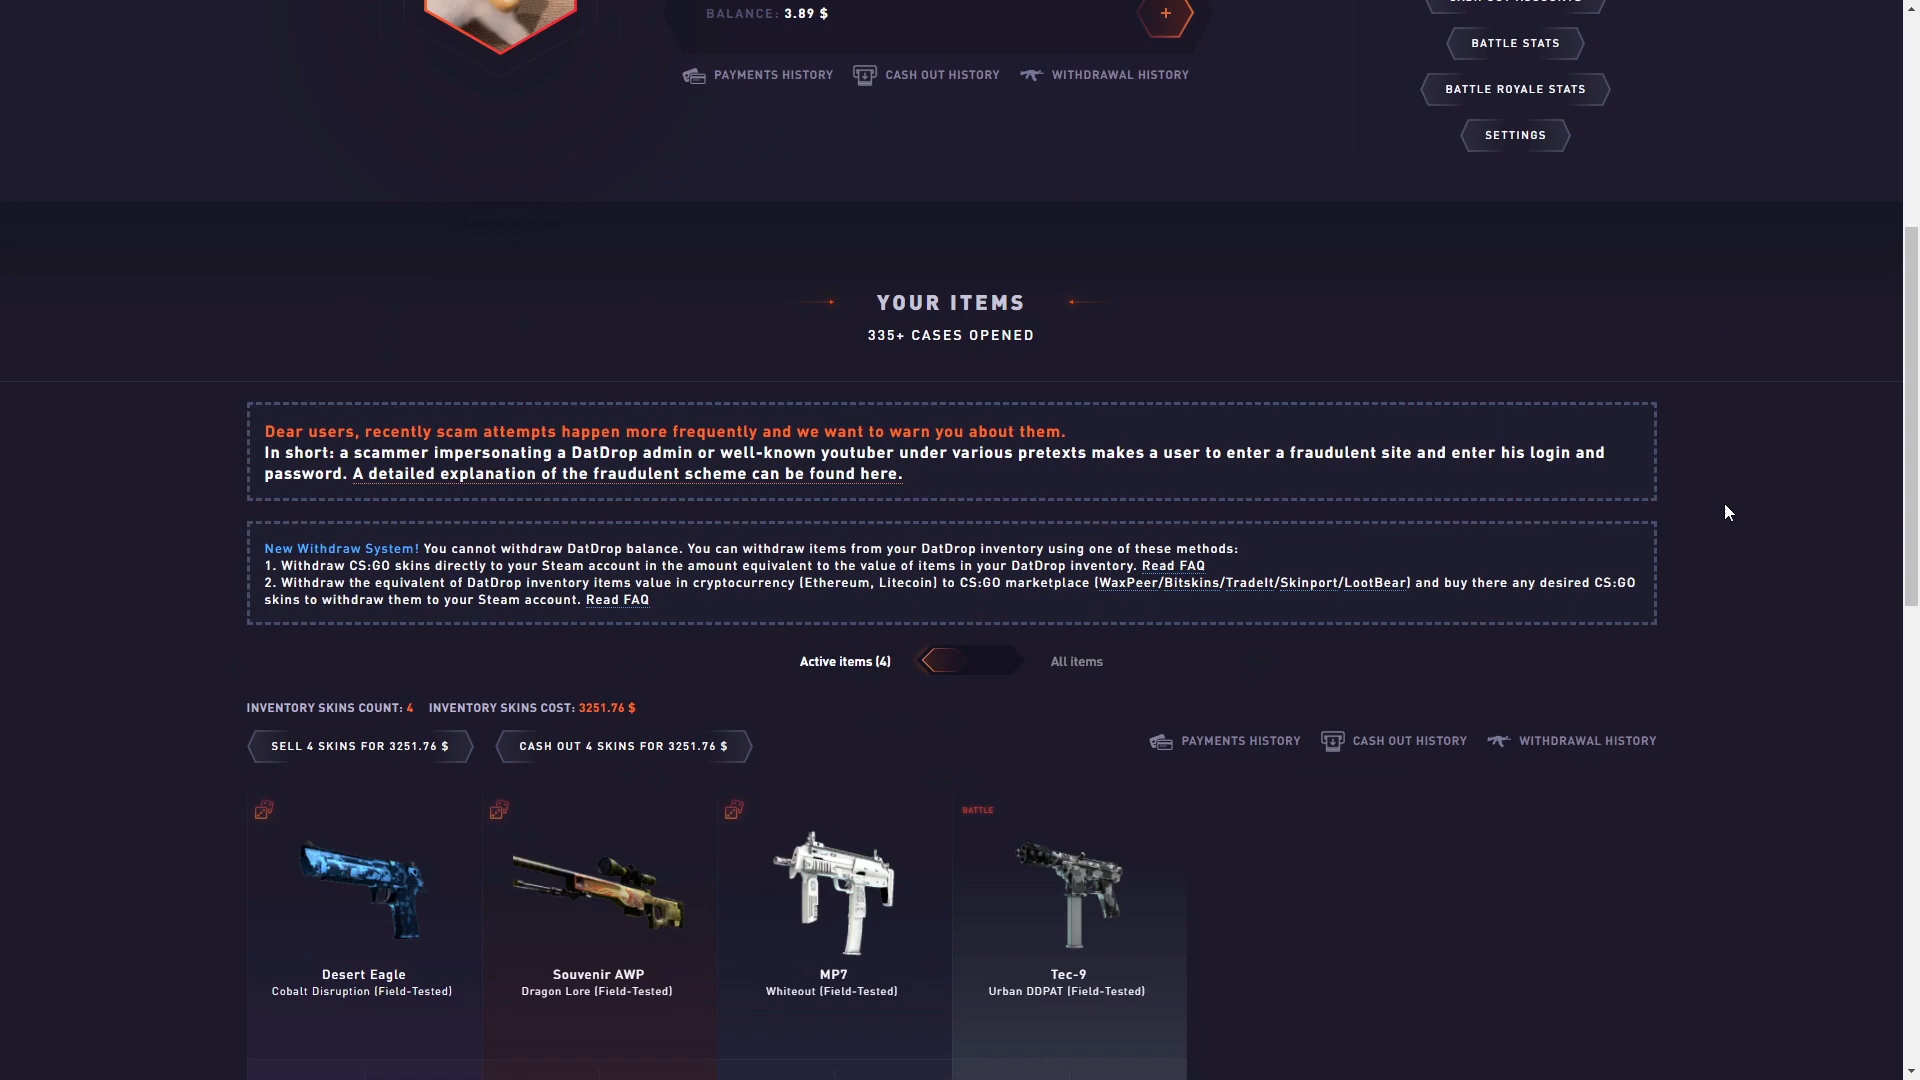 BALANCE: 3.89 $
PAYMENTS HISTORY
CASH OUT HISTORY
WITHDRAWAL HISTORY
BATTLE STATS
BATTLE ROYALE STATS
SETTINGS
YOUR ITEMS
335+ CASES OPENED
Dear users, recently scam attempts happen more frequently and we want to warn you about them.
In short: a scammer impersonating a DatDrop admin or well-known youtuber under various pretexts makes a user to enter a fraudulent site and enter his login and
password. A detailed explanation of the fraudulent scheme can be found here.
New Withdraw System! You cannot withdraw DatDrop balance. You can withdraw items from your DatDrop inventory using one of these methods:
1. Withdraw CS:GO skins directly to your Steam account in the amount equivalent to the value of items in your DatDrop inventory. Read FAQ
2. Withdraw the equivalent of DatDrop inventory items value in cryptocurrency (Ethereum, Litecoin) to CS:GO marketplace (WaxPeer/Bitskins/TradeIt/Skinport/LootBear) and buy there any desired CS:GO
skins to withdraw them to your Steam account. Read FAQ
Active items (4)
All items
INVENTORY SKINS COUNT: 4 INVENTORY SKINS COST: 3251.76 $
SELL 4 SKINS FOR 3251.76 $
CASH OUT 4 SKINS FOR 3251.76 $
PAYMENTS HISTORY
CASH OUT HISTORY
WITHDRAWAL HISTORY
BATTLE
Desert Eagle
Cobalt Disruption (Field-Tested)
Souvenir AWP
Dragon Lore (Field-Tested)
MP7
Whiteout (Field-Tested)
Tec-9
Urban DDPAT (Field-Tested)